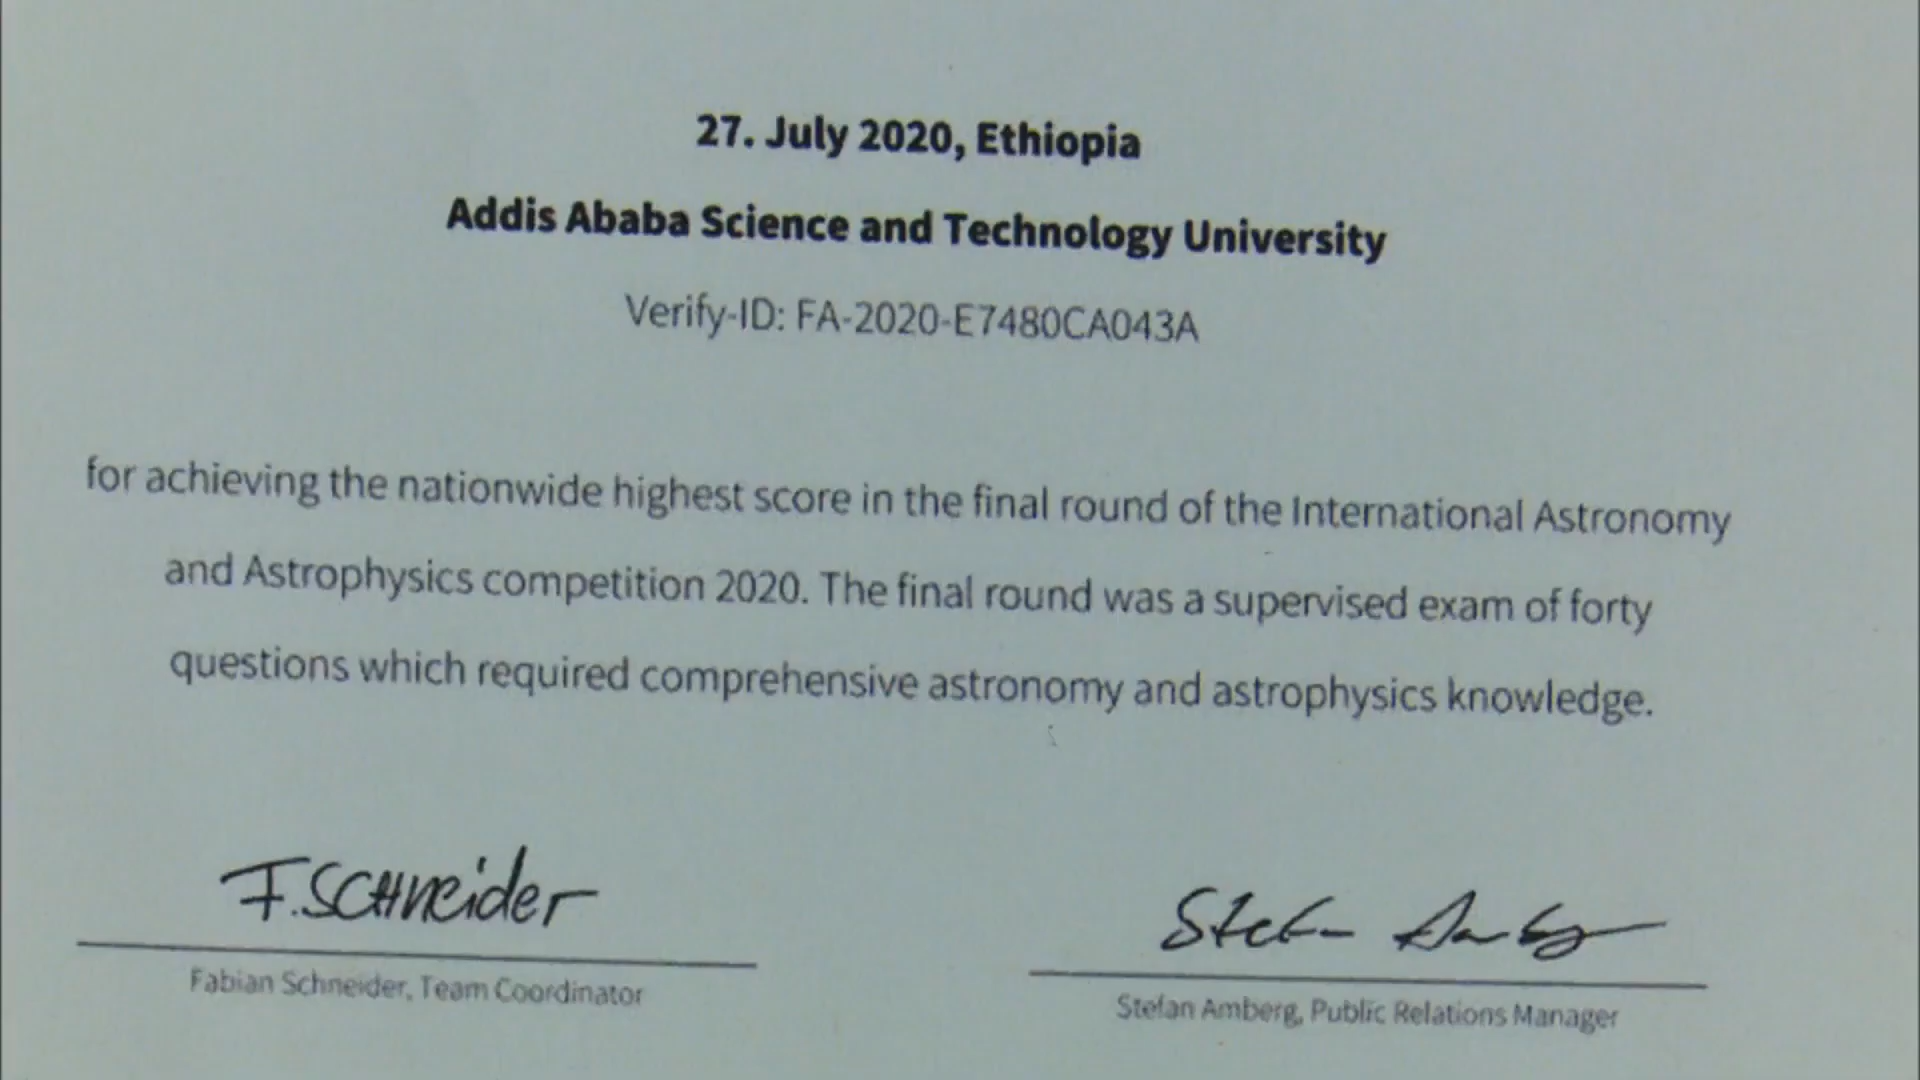 27. July 2020, Ethiopia
Addis Ababa Science and Technology University
Verify-ID: FA-2020-E7480CA043A
for achieving the nationwide highest score in the final round of the International Astronomy
and Astrophysics competition 2020. The final round was a supervised exam of forty
questions which required comprehensive astronomy and astrophysics knowledge.
F. SCHneider
Stefan Amberg
Fabian Schneider, Team Coordinator
Stefan Amberg, Public Relations Manager